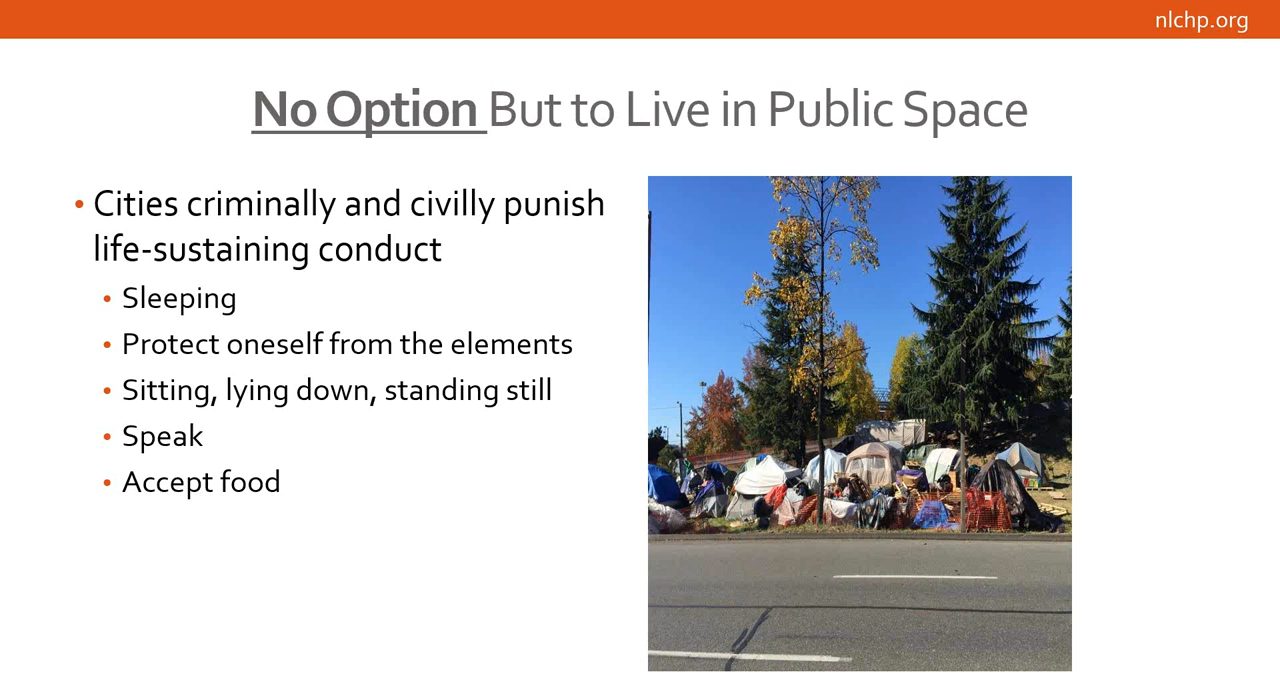 nlchp.org
No Option But to Live in Public Space
• Cities criminally and civilly punish
life-sustaining conduct
• Sleeping
• Protect oneself from the elements
• Sitting, lying down, standing still
• Speak
• Accept food